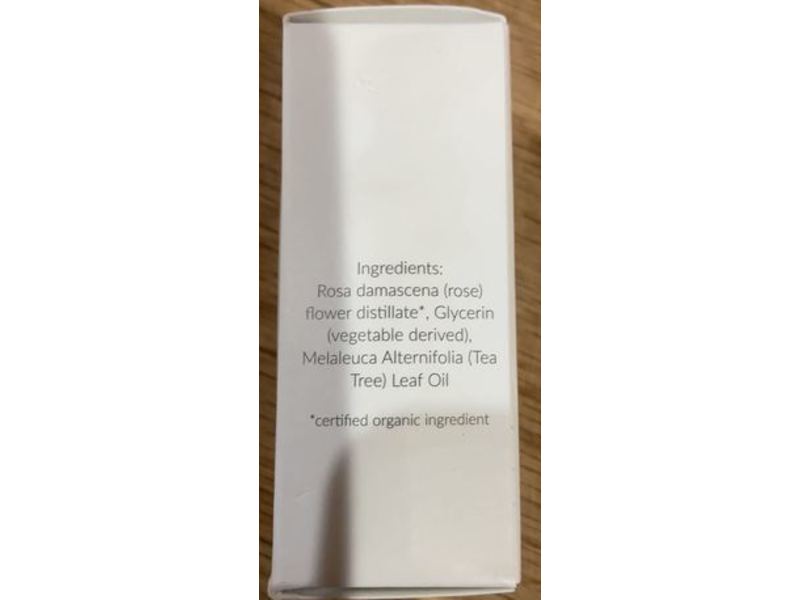 Ingredients:
Rosa damascena (rose)
flower distillate*, Glycerin
(vegetable derived),
Melaleuca Alternifolia (Tea
Tree) Leaf Oil
*certified organic ingredient